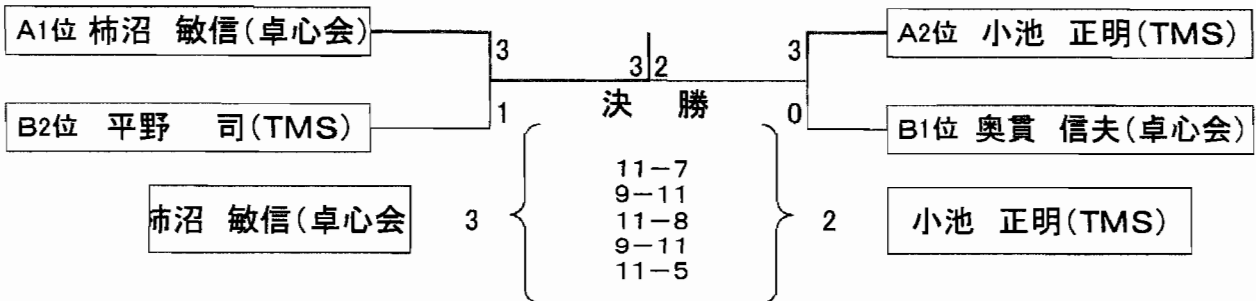 A1位 柿沼 敏信(卓心会)
3
3 2
3
A2位 小池 正明(TMS)
B2位 平野 司(TMS)
1
決 勝
0
B1位 奥貫 信夫(卓心会)
柿沼 敏信(卓心会
3
11-7
9-11
11-8
9-11
11-5
2
小池 正明(TMS)